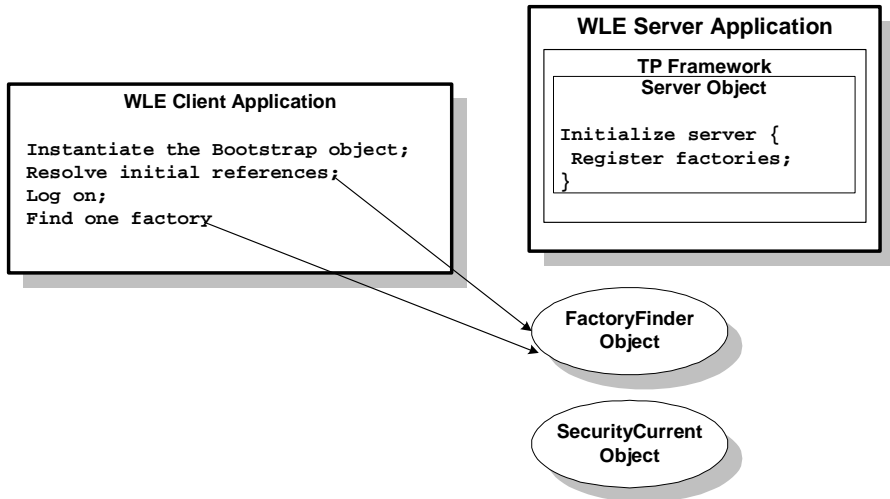 WLE Client Application
Instantiate the Bootstrap object;
Resolve initial references;
Log on;
Find one factory
WLE Server Application
TP Framework
Server Object
Initialize server {
Register factories;
}
FactoryFinder
Object
SecurityCurrent
Object